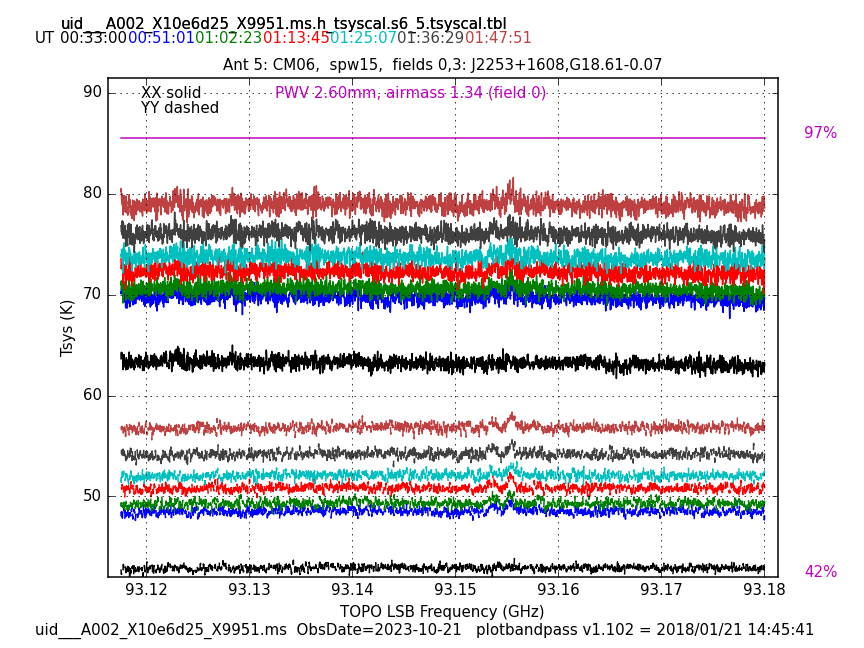 uid___A002_X10e6d25_X9951.ms.h_tsyscal.s6_5.tsyscal.tbl
UT 00:33:00 00:51:01 01:02:23 01:13:45 01:25:07 01:36:29 01:47:51
Ant 5: CM06,  spw15,  fields 0,3: J2253+1608,G18.61-0.07
XX solid
YY dashed
PWV 2.60mm, airmass 1.34 (field 0)
97%
42%
90
80
70
60
50
Tsys (K)
93.12 93.13 93.14 93.15 93.16 93.17 93.18
TOPO LSB Frequency (GHz)
uid___A002_X10e6d25_X9951.ms  ObsDate=2023-10-21   plotbandpass v1.102 = 2018/01/21 14:45:41